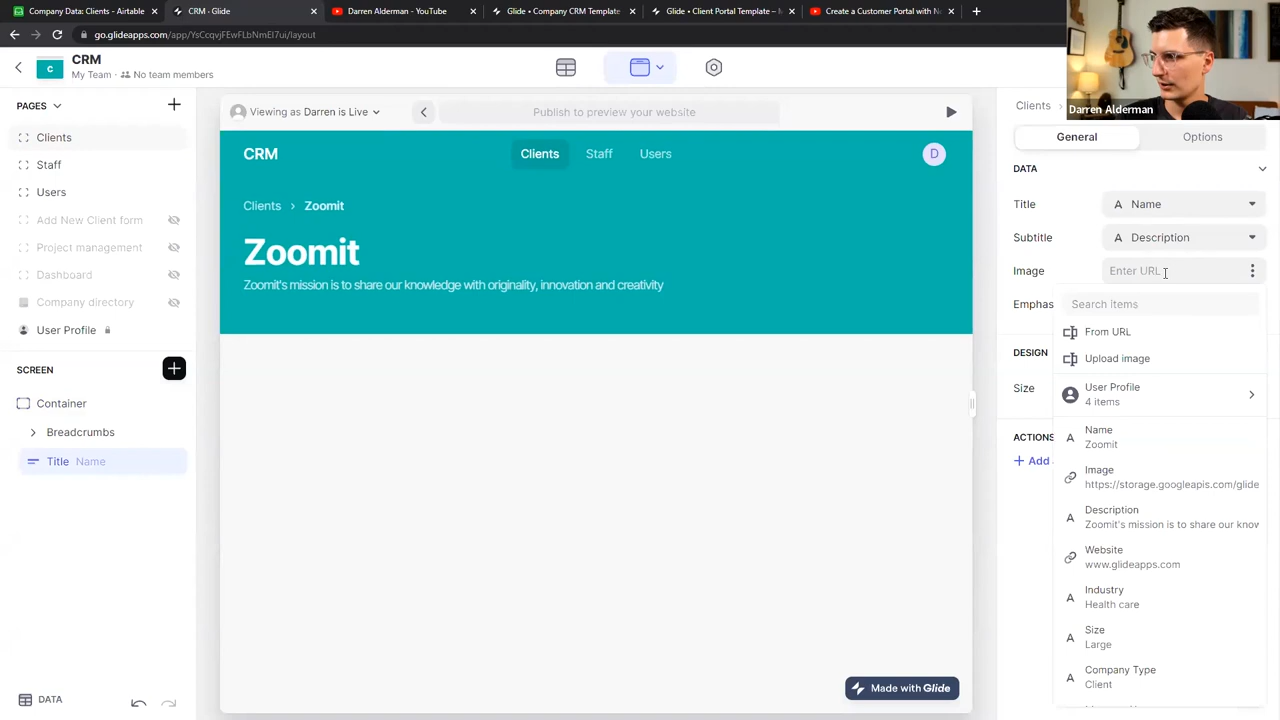 Company Data: Clients - Airtable
CRM - Glide
Darren Alderman - YouTube
Glide • Company CRM Template
Glide • Client Portal Template –
Create a Customer Portal with N
go.glideapps.com/app/YsCcqvjFEwFLbNmEl7ui/layout
CRM
My Team • No team members
Darren Alderman
PAGES
Clients
Staff
Users
Add New Client form
Project management
Dashboard
Company directory
User Profile
SCREEN
Container
Breadcrumbs
Title Name
DATA
Viewing as Darren is Live
Publish to preview your website
CRM
Clients Staff Users
D
Clients › Zoomit
Zoomit
Zoomit's mission is to share our knowledge with originality, innovation and creativity
Made with Glide
Clients
General Options
DATA
Title Name
Subtitle Description
Image Enter URL
Emphas
DESIGN
Size
ACTIONS
+ Add
Search items
From URL
Upload image
User Profile
4 items
Name
Zoomit
Image
https://storage.googleapis.com/glide
Description
Zoomit's mission is to share our know
Website
www.glideapps.com
Industry
Health care
Size
Large
Company Type
Client